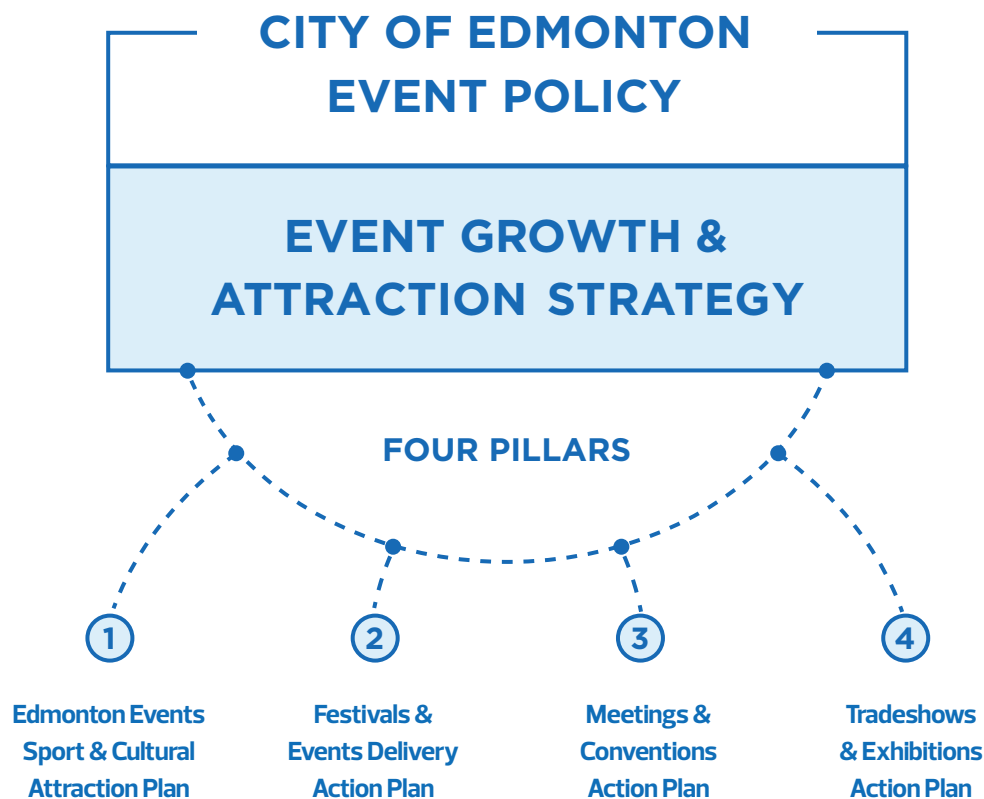 CITY OF EDMONTON
EVENT POLICY
EVENT GROWTH &
ATTRACTION STRATEGY
FOUR PILLARS
1
Edmonton Events
Sport & Cultural
Attraction Plan
2
Festivals &
Events Delivery
Action Plan
3
Meetings &
Conventions
Action Plan
4
Tradeshows
& Exhibitions
Action Plan